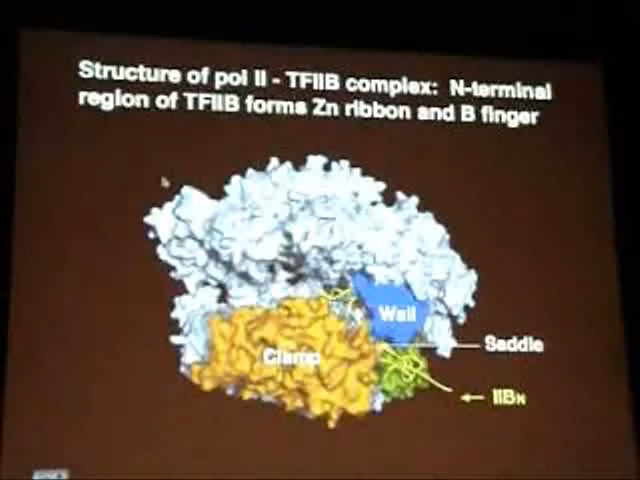 Structure of pol II - TFIIB complex: N-terminal
region of TFIIB forms Zn ribbon and B finger
Wall
Saddle
Clamp
IIBN